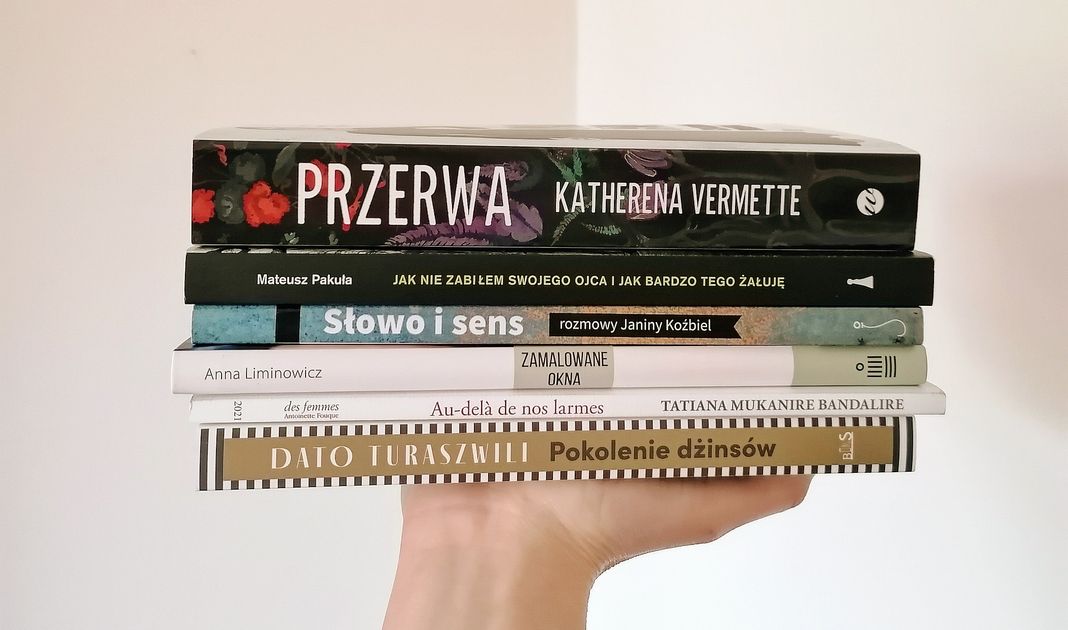 PRZERWA KATHERENA VERMETTE
Mateusz Pakuła JAK NIE ZABIŁEM SWOJEGO OJCA I JAK BARDZO TEGO ŻAŁUJĘ
Słowo i sens rozmowy Janiny Koźbiel
Anna Liminowicz ZAMALOWANE
OKNA
2021 des femmes Au-delà de nos larmes TATIANA MUKANIRE BANDALIRE
Antoinette Fouque
DATO TURASZWILI Pokolenie dżinsów BDS